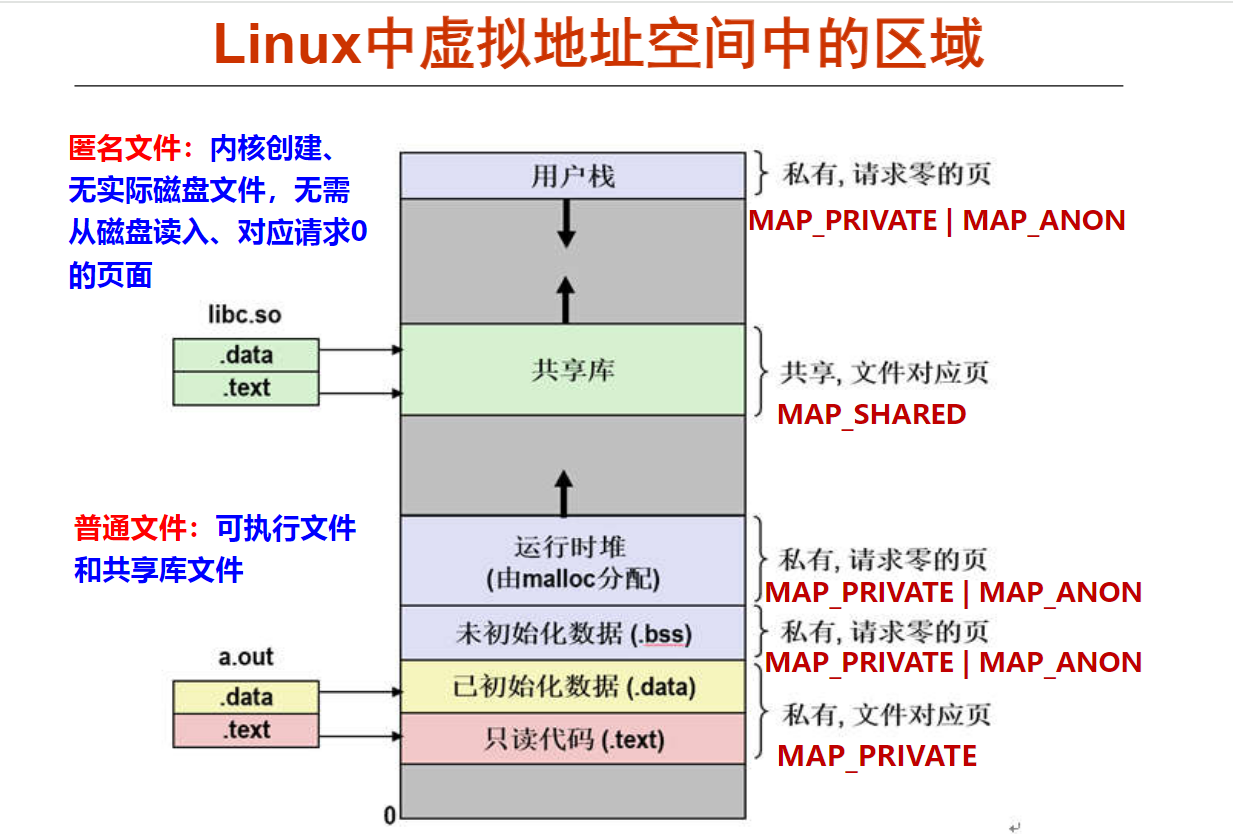 Linux中虚拟地址空间中的区域
匿名文件：内核创建、
无实际磁盘文件，无需
从磁盘读入、对应请求0
的页面
用户栈
私有, 请求零的页
MAP_PRIVATE | MAP_ANON
libc.so
.data
.text
共享库
共享, 文件对应页
MAP_SHARED
普通文件：可执行文件
和共享库文件
运行时堆
(由malloc分配)
私有, 请求零的页
MAP_PRIVATE | MAP_ANON
未初始化数据 (.bss)
私有, 请求零的页
MAP_PRIVATE | MAP_ANON
a.out
.data
.text
已初始化数据 (.data)
只读代码 (.text)
私有, 文件对应页
MAP_PRIVATE
0